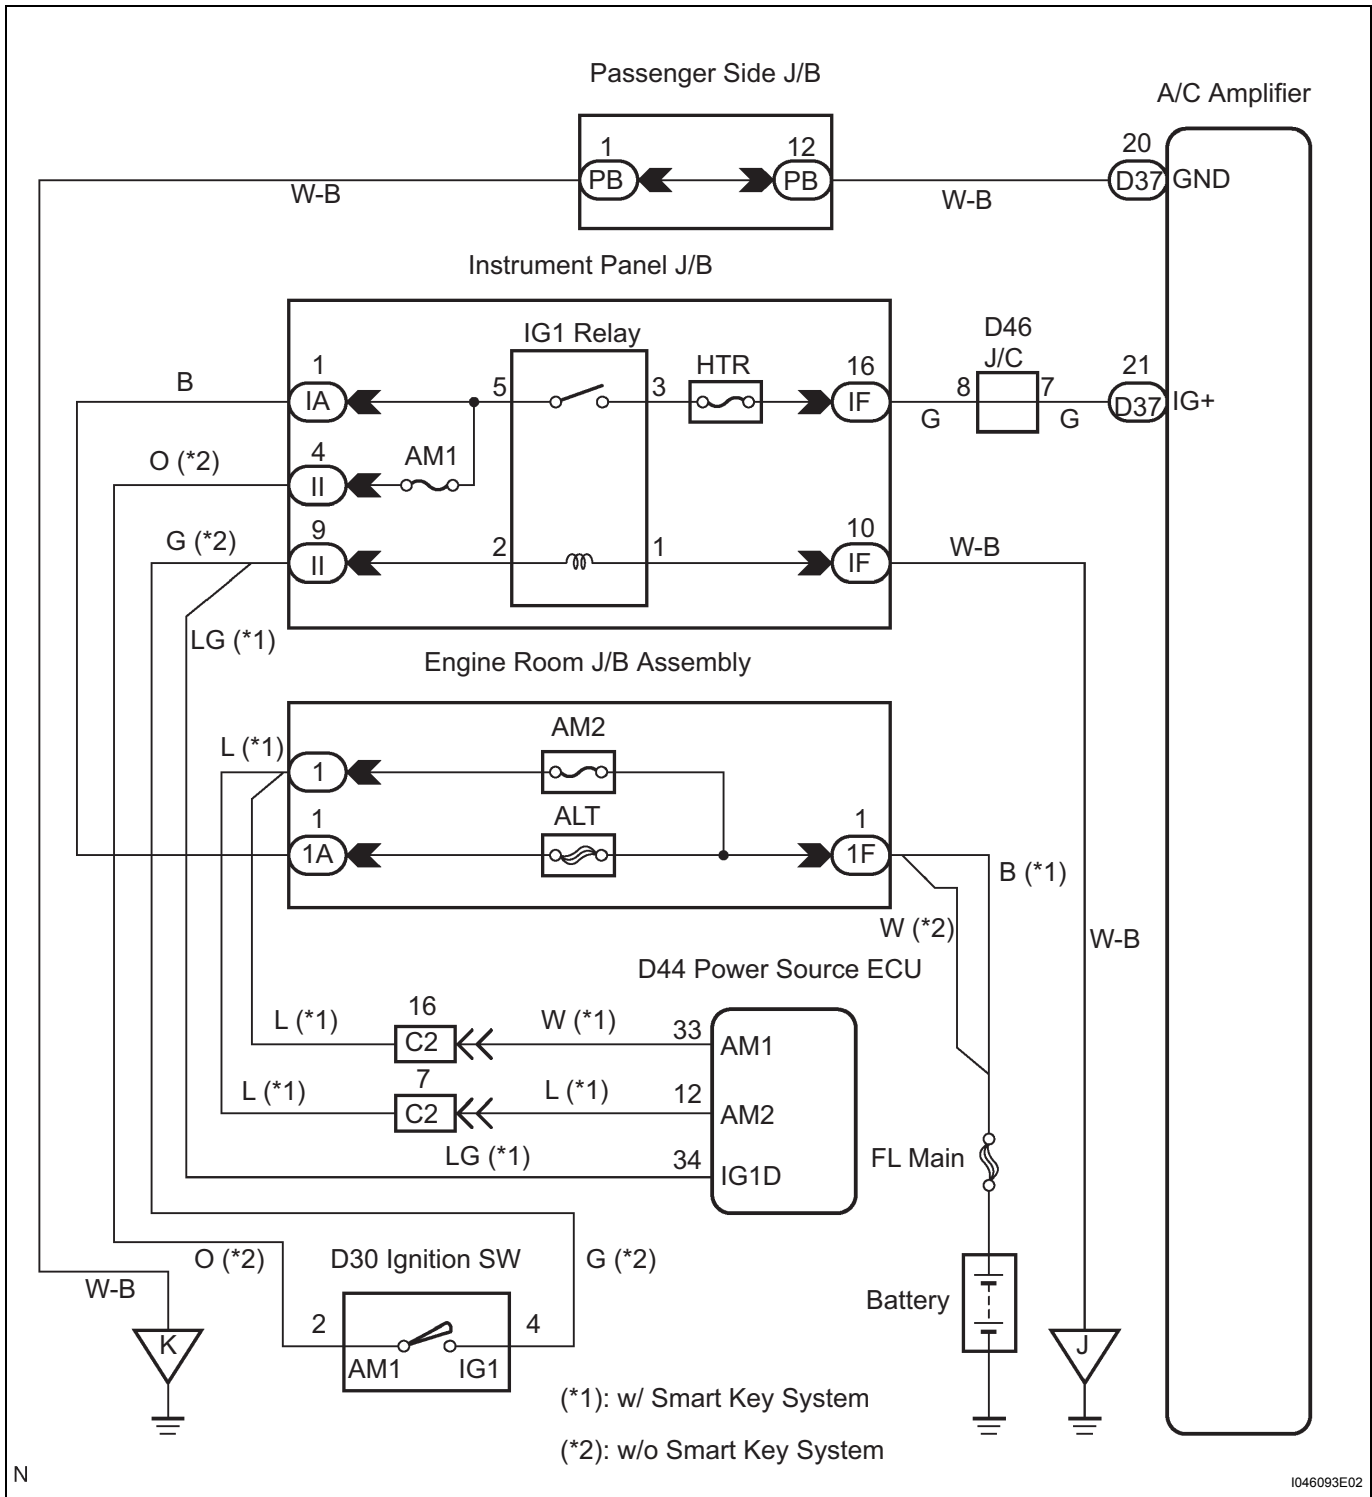 Passenger Side J/B
A/C Amplifier
1
12
20
PB
PB
D37
GND
W-B
W-B
Instrument Panel J/B
IG1 Relay
D46
J/C
B
1
5
3
HTR
16
8
7
21
IA
IF
G
G
D37
IG+
O (*2)
4
AM1
II
G (*2)
9
2
1
10
W-B
II
IF
LG (*1)
Engine Room J/B Assembly
L (*1)
AM2
1
1
ALT
1
1A
1F
B (*1)
W (*2)
W-B
D44 Power Source ECU
L (*1)
16
C2
W (*1)
33
AM1
L (*1)
7
C2
L (*1)
12
AM2
LG (*1)
34
IG1D
FL Main
O (*2)
D30 Ignition SW
G (*2)
W-B
Battery
2
4
K
AM1
IG1
J
(*1): w/ Smart Key System
(*2): w/o Smart Key System
N
I046093E02